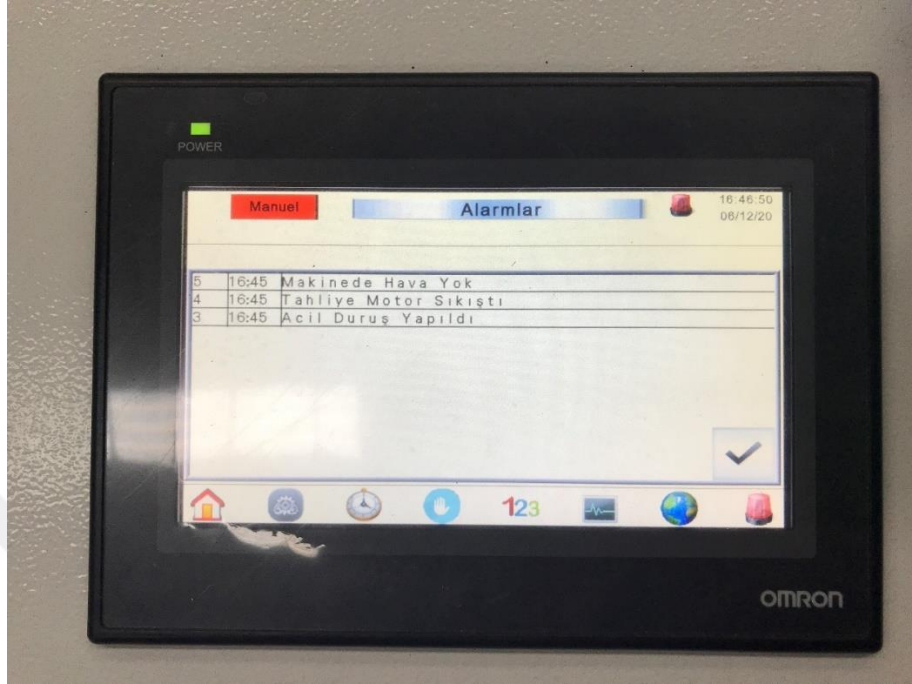 POWER
Manuel Alarmlar 16:46:50
06/12/20
5 16:45 Makinede Hava Yok
4 16:45 Tahliye Motor Sıkıştı
3 16:45 Acil Duruş Yapıldı
123
OMRON